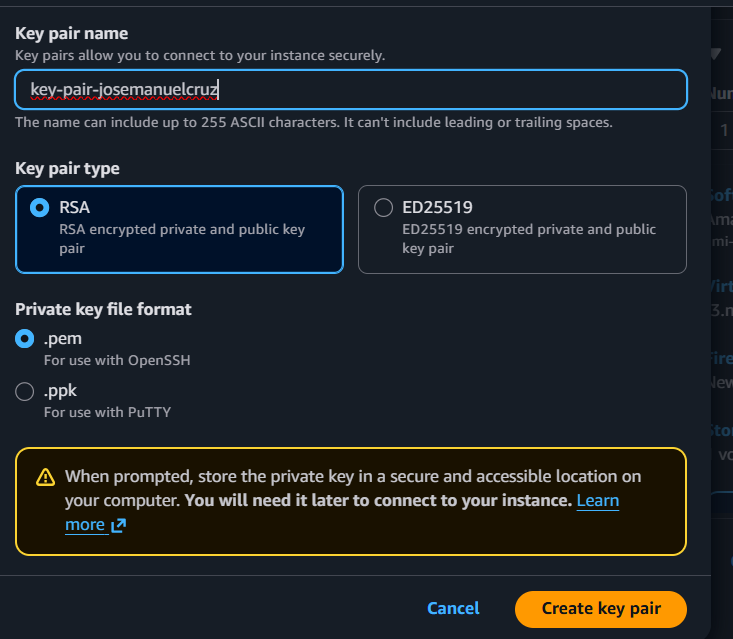 Key pair name
Key pairs allow you to connect to your instance securely.
key-pair-josemanuelcruz
The name can include up to 255 ASCII characters. It can't include leading or trailing spaces.
Key pair type
RSA
RSA encrypted private and public key
pair
ED25519
ED25519 encrypted private and public
key pair
Private key file format
.pem
For use with OpenSSH
.ppk
For use with PuTTY
When prompted, store the private key in a secure and accessible location on
your computer. You will need it later to connect to your instance. Learn
more
Cancel
Create key pair
1